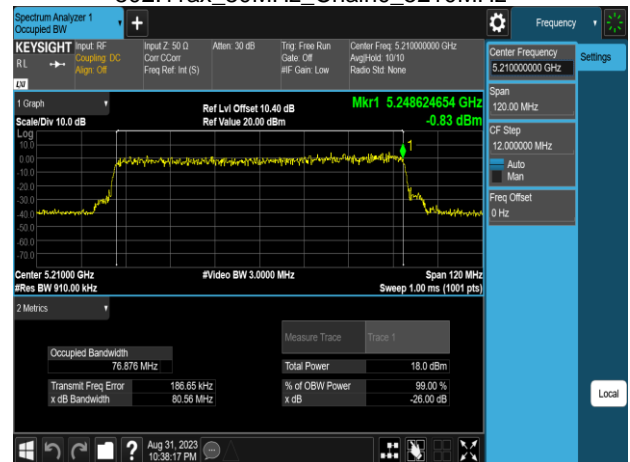 Spectrum Analyzer 1
Occupied BW
Frequency
KEYSIGHT
RL
LXI
Input: RF
Coupling: DC
Align: Off
Input Z: 50 Ω
Corr CCorr
Freq Ref: Int (S)
Atten: 30 dB
Trig: Free Run
Gate: Off
#IF Gain: Low
Center Freq: 5.210000000 GHz
Avg|Hold: 10/10
Radio Std: None
Center Frequency
5.210000000 GHz
Settings
Span
120.00 MHz
CF Step
12.000000 MHz
Auto
Man
Freq Offset
0 Hz
1 Graph
Scale/Div 10.0 dB
Ref Lvl Offset 10.40 dB
Ref Value 20.00 dBm
Mkr1 5.248624654 GHz
-0.83 dBm
Log
10.0
0.00
-10.0
-20.0
-30.0
-40.0
-50.0
-60.0
-70.0
1
Center 5.21000 GHz
#Res BW 910.00 kHz
#Video BW 3.0000 MHz
Span 120 MHz
Sweep 1.00 ms (1001 pts)
2 Metrics
Measure Trace Trace 1
Occupied Bandwidth
76.876 MHz
Total Power 18.0 dBm
Transmit Freq Error 186.65 kHz
% of OBW Power 99.00 %
x dB Bandwidth 80.56 MHz
x dB -26.00 dB
Local
Aug 31, 2023
10:38:17 PM